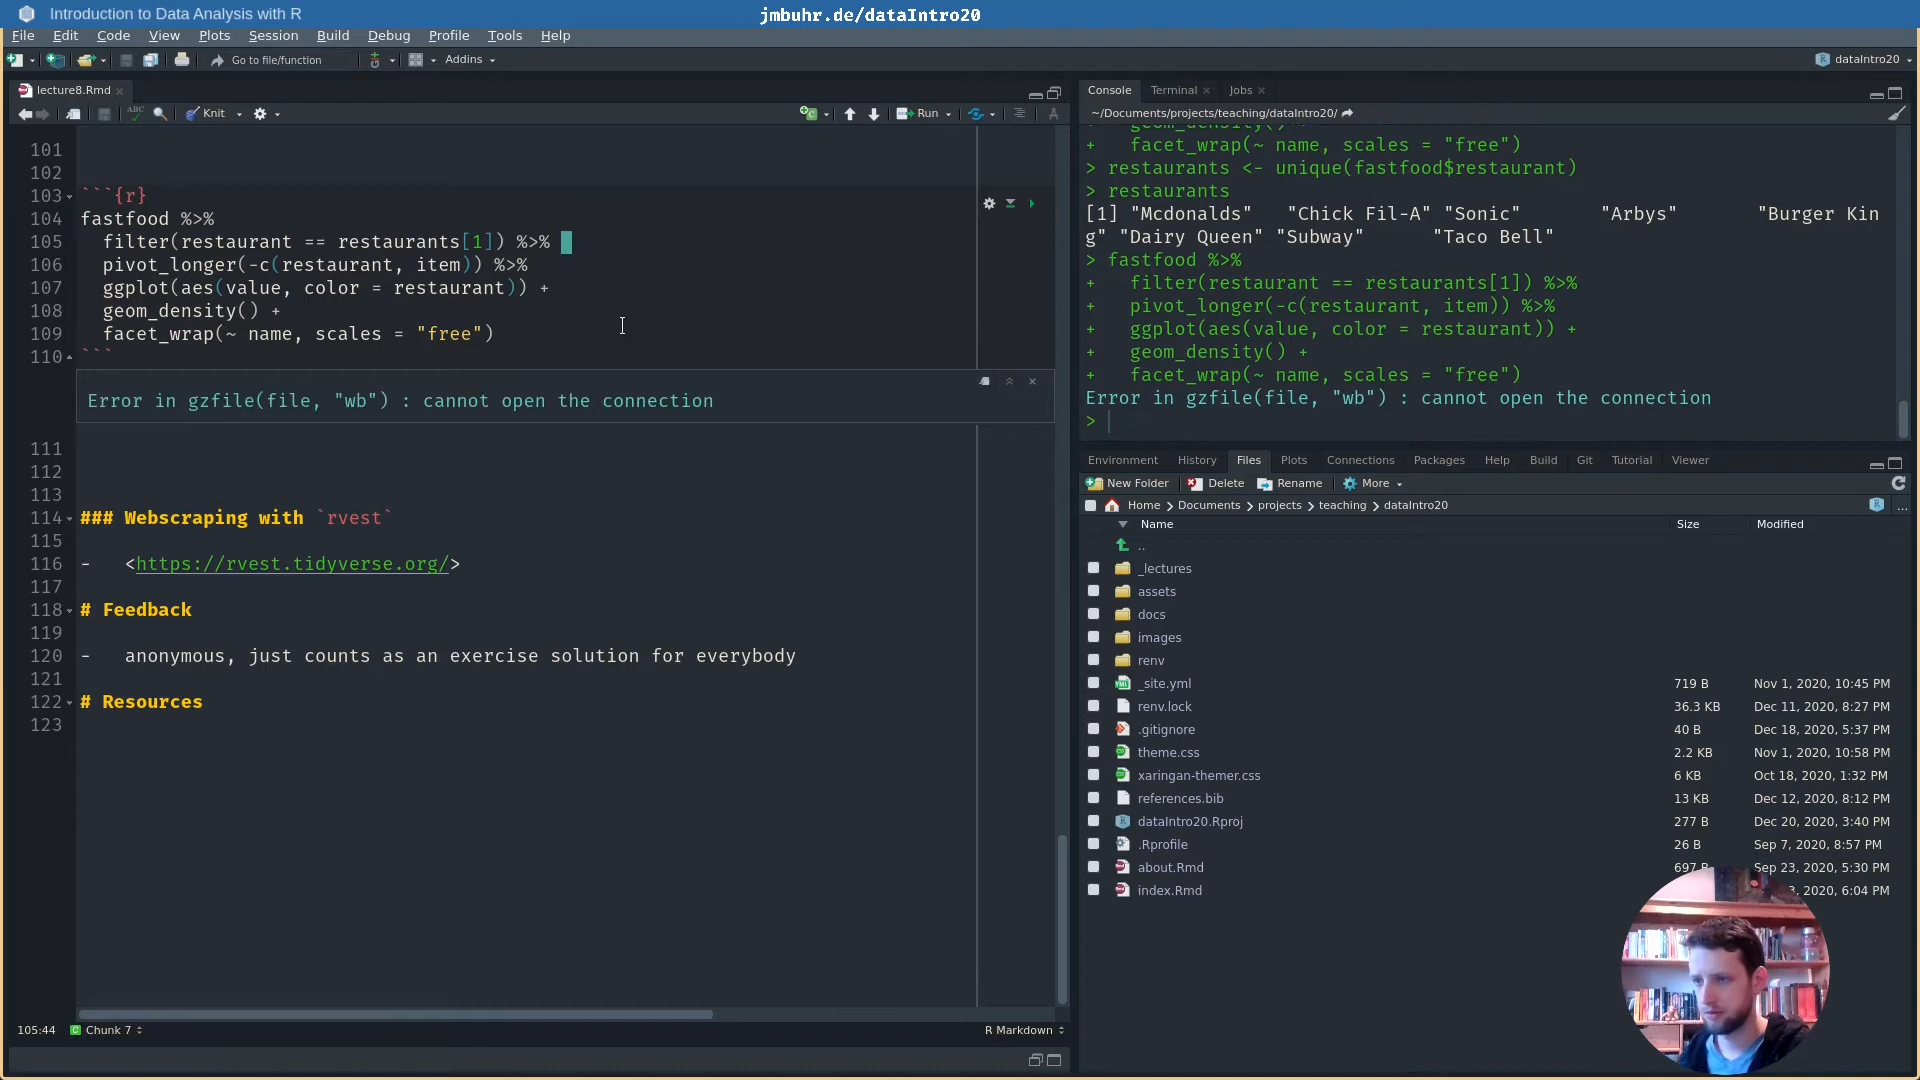 Introduction to Data Analysis with R
jmbuhr.de/dataIntro20
File Edit Code View Plots Session Build Debug Profile Tools Help
Go to file/function Addins dataIntro20
lecture8.Rmd
ABC Knit Run
101
102
103 ```{r}
104 fastfood %>%
105 filter(restaurant == restaurants[1]) %>%
106 pivot_longer(-c(restaurant, item)) %>%
107 ggplot(aes(value, color = restaurant)) +
108 geom_density() +
109 facet_wrap(~ name, scales = "free")
110 ```
Error in gzfile(file, "wb") : cannot open the connection
111
112
113
114 ### Webscraping with `rvest`
115
116 - <https://rvest.tidyverse.org/>
117
118 # Feedback
119
120 - anonymous, just counts as an exercise solution for everybody
121
122 # Resources
123
105:44 Chunk 7 R Markdown
Console Terminal Jobs
~/Documents/projects/teaching/dataIntro20/
+ geom_density() +
+ facet_wrap(~ name, scales = "free")
> restaurants <- unique(fastfood$restaurant)
> restaurants
[1] "Mcdonalds" "Chick Fil-A" "Sonic" "Arbys" "Burger Kin
g" "Dairy Queen" "Subway" "Taco Bell"
> fastfood %>%
+ filter(restaurant == restaurants[1]) %>%
+ pivot_longer(-c(restaurant, item)) %>%
+ ggplot(aes(value, color = restaurant)) +
+ geom_density() +
+ facet_wrap(~ name, scales = "free")
Error in gzfile(file, "wb") : cannot open the connection
>
Environment History Files Plots Connections Packages Help Build Git Tutorial Viewer
New Folder Delete Rename More
Home Documents projects teaching dataIntro20 ...
Name Size Modified
..
_lectures
assets
docs
images
renv
_site.yml 719 B Nov 1, 2020, 10:45 PM
renv.lock 36.3 KB Dec 11, 2020, 8:27 PM
.gitignore 40 B Dec 18, 2020, 5:37 PM
theme.css 2.2 KB Nov 1, 2020, 10:58 PM
xaringan-themer.css 6 KB Oct 18, 2020, 1:32 PM
references.bib 13 KB Dec 12, 2020, 8:12 PM
dataIntro20.Rproj 277 B Dec 20, 2020, 3:40 PM
.Rprofile 26 B Sep 7, 2020, 8:57 PM
about.Rmd 697 B Sep 23, 2020, 5:30 PM
index.Rmd 2020, 6:04 PM